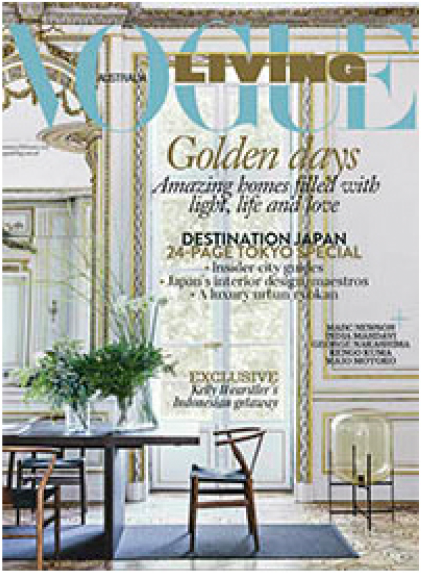 VOGUE
AUSTRALIA
LIVING
Golden days
Amazing homes filled with
light, life and love
DESTINATION JAPAN
24-PAGE TOKYO SPECIAL
• Insider city guides
• Japan's interior design maestros
• A luxury urban ryokan
MARC NEWSON
INDIA MAHDAVI
GEORGE NAKASHIMA
KENGO KUMA
EXCLUSIVE
Kelly Wearstler's
Indonesian getaway